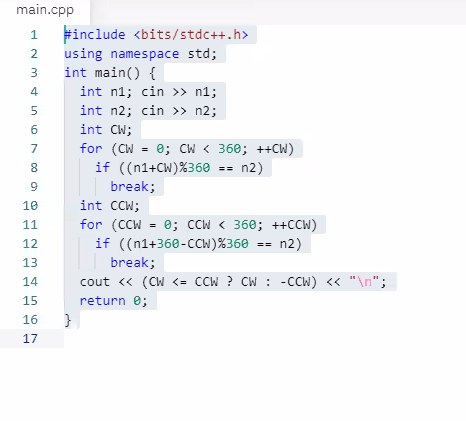 main.cpp
1 #include <bits/stdc++.h>
2 using namespace std;
3 int main() {
4 int n1; cin >> n1;
5 int n2; cin >> n2;
6 int CW;
7 for (CW = 0; CW < 360; ++CW)
8 if ((n1+CW)%360 == n2)
9 break;
10 int CCW;
11 for (CCW = 0; CCW < 360; ++CCW)
12 if ((n1+360-CCW)%360 == n2)
13 break;
14 cout << (CW <= CCW ? CW : -CCW) << "\n";
15 return 0;
16 }
17